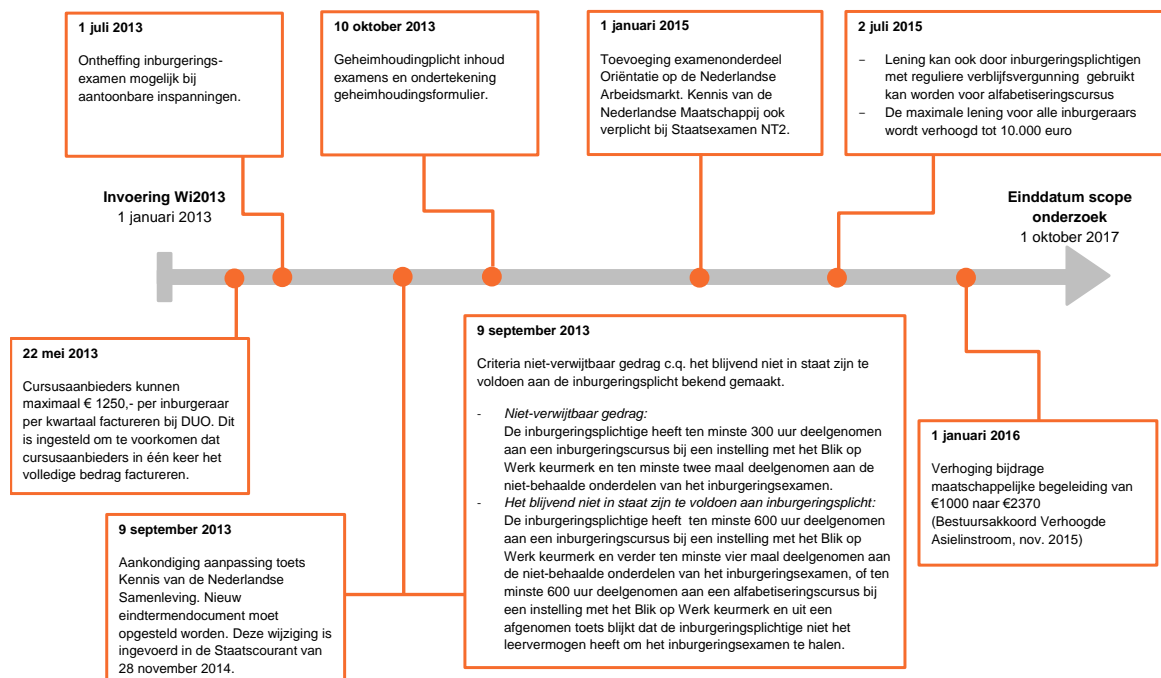 1 juli 2013
Ontheffing inburgerings-
examen mogelijk bij
aantoonbare inspanningen.
10 oktober 2013
Geheimhoudingplicht inhoud
examens en ondertekening
geheimhoudingsformulier.
1 januari 2015
Toevoeging examenonderdeel
Oriëntatie op de Nederlandse
Arbeidsmarkt. Kennis van de
Nederlandse Maatschappij ook
verplicht bij Staatsexamen NT2.
2 juli 2015
- Lening kan ook door inburgeringsplichtigen
met reguliere verblijfsvergunning gebruikt
kan worden voor alfabetiseringscursus
- De maximale lening voor alle inburgeraars
wordt verhoogd tot 10.000 euro
Invoering Wi2013
1 januari 2013
Einddatum scope
onderzoek
1 oktober 2017
22 mei 2013
Cursusaanbieders kunnen
maximaal € 1250,- per inburgeraar
per kwartaal factureren bij DUO. Dit
is ingesteld om te voorkomen dat
cursusaanbieders in één keer het
volledige bedrag factureren.
9 september 2013
Aankondiging aanpassing toets
Kennis van de Nederlandse
Samenleving. Nieuw
eindtermendocument moet
opgesteld worden. Deze wijziging is
ingevoerd in de Staatscourant van
28 november 2014.
9 september 2013
Criteria niet-verwijtbaar gedrag c.q. het blijvend niet in staat zijn te
voldoen aan de inburgeringsplicht bekend gemaakt.
- Niet-verwijtbaar gedrag:
De inburgeringsplichtige heeft ten minste 300 uur deelgenomen
aan een inburgeringscursus bij een instelling met het Blik op
Werk keurmerk en ten minste twee maal deelgenomen aan de
niet-behaalde onderdelen van het inburgeringsexamen.
- Het blijvend niet in staat zijn te voldoen aan inburgeringsplicht:
De inburgeringsplichtige heeft ten minste 600 uur deelgenomen
aan een inburgeringscursus bij een instelling met het Blik op
Werk keurmerk en verder ten minste vier maal deelgenomen aan
de niet-behaalde onderdelen van het inburgeringsexamen, of ten
minste 600 uur deelgenomen aan een alfabetiseringscursus bij
een instelling met het Blik op Werk keurmerk en uit een
afgenomen toets blijkt dat de inburgeringsplichtige niet het
leervermogen heeft om het inburgeringsexamen te halen.
1 januari 2016
Verhoging bijdrage
maatschappelijke begeleiding van
€1000 naar €2370
(Bestuursakkoord Verhoogde
Asielinstroom, nov. 2015)